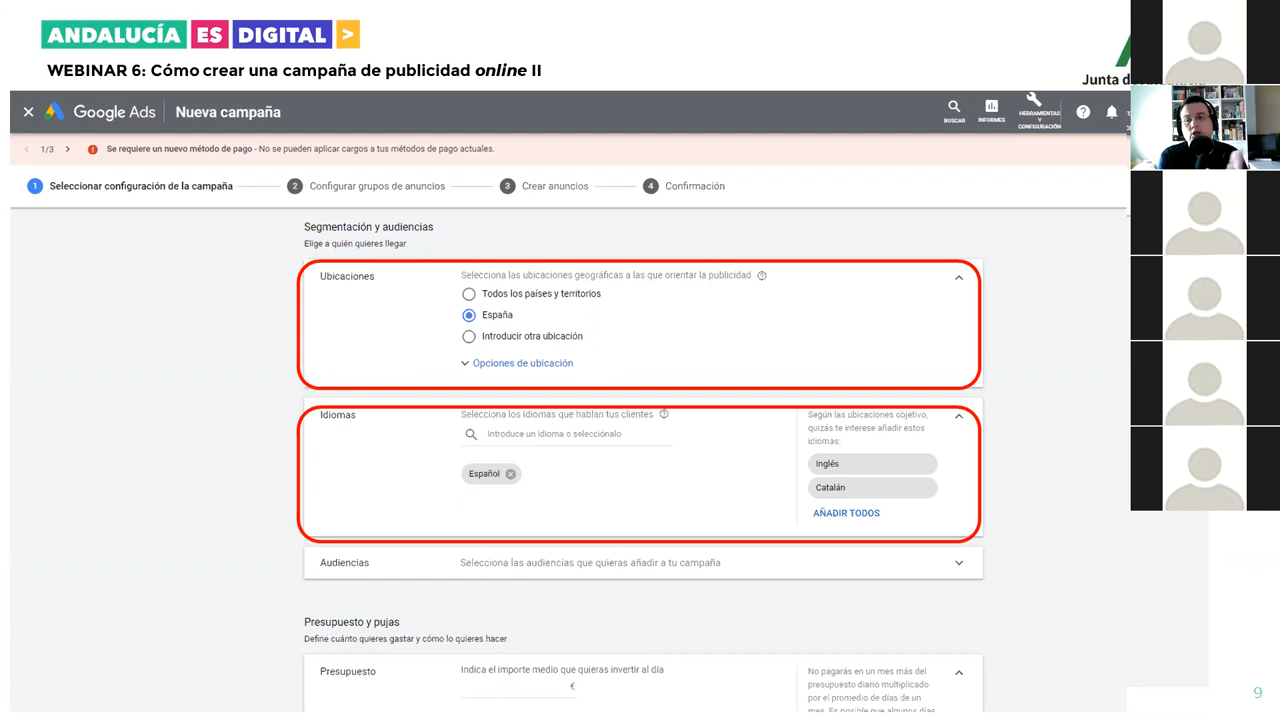 ANDALUCÍA ES DIGITAL >
WEBINAR 6: Cómo crear una campaña de publicidad online II
Junta de
Google Ads Nueva campaña
BUSCAR
INFORMES
HERRAMIENTAS
Y
CONFIGURACIÓN
1/3 Se requiere un nuevo método de pago - No se pueden aplicar cargos a tus métodos de pago actuales.
1 Seleccionar configuración de la campaña 2 Configurar grupos de anuncios 3 Crear anuncios 4 Confirmación
Segmentación y audiencias
Elige a quién quieres llegar
Ubicaciones
Selecciona las ubicaciones geográficas a las que orientar la publicidad
Todos los países y territorios
España
Introducir otra ubicación
Opciones de ubicación
Idiomas
Selecciona los idiomas que hablan tus clientes
Introduce un idioma o selecciónalo
Español
Según las ubicaciones objetivo,
quizás te interese añadir estos
idiomas:
Inglés
Catalán
AÑADIR TODOS
Audiencias
Selecciona las audiencias que quieras añadir a tu campaña
Presupuesto y pujas
Define cuánto quieres gastar y cómo lo quieres hacer
Presupuesto
Indica el importe medio que quieras invertir al día
€
No pagarás en un mes más del
presupuesto diario multiplicado
por el promedio de días de un
mes. Es posible que algunos días
9